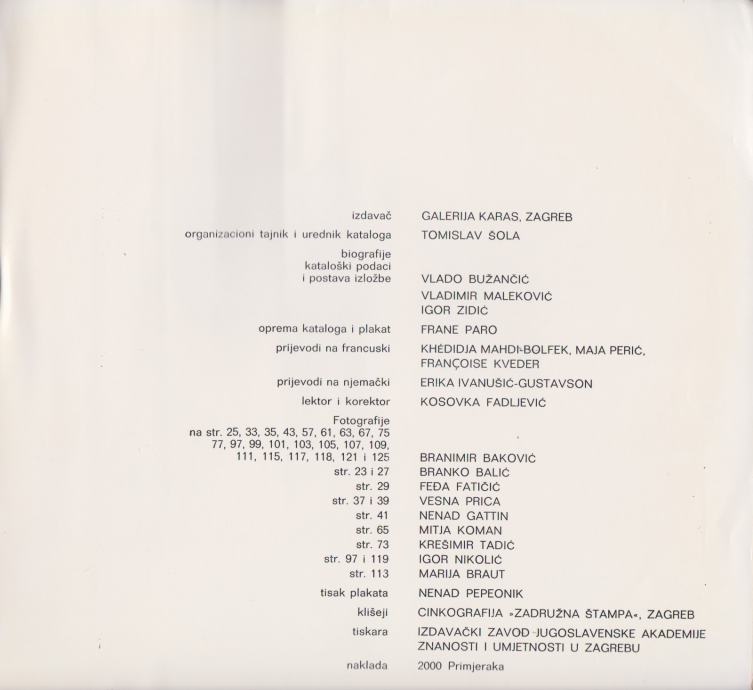 izdavač GALERIJA KARAS, ZAGREB
organizacioni tajnik i urednik kataloga TOMISLAV ŠOLA
biografije
kataloški podaci
i postava izložbe VLADO BUŽANČIĆ
VLADIMIR MALEKOVIĆ
IGOR ZIDIĆ
oprema kataloga i plakat FRANE PARO
prijevodi na francuski KHÉDIDJA MAHDI-BOLFEK, MAJA PERIĆ,
FRANÇOISE KVEDER
prijevodi na njemački ERIKA IVANUŠIĆ-GUSTAVSON
lektor i korektor KOSOVKA FADLJEVIĆ
Fotografije
na str. 25, 33, 35, 43, 57, 61, 63, 67, 75
77, 97, 99, 101, 103, 105, 107, 109,
111, 115, 117, 118, 121 i 125 BRANIMIR BAKOVIĆ
str. 23 i 27 BRANKO BALIĆ
str. 29 FEĐA FATIČIĆ
str. 37 i 39 VESNA PRICA
str. 41 NENAD GATTIN
str. 65 MITJA KOMAN
str. 73 KREŠIMIR TADIĆ
str. 97 i 119 IGOR NIKOLIĆ
str. 113 MARIJA BRAUT
tisak plakata NENAD PEPEONIK
klišeji CINKOGRAFIJA »ZADRUŽNA ŠTAMPA«, ZAGREB
tiskara IZDAVAČKI ZAVOD JUGOSLAVENSKE AKADEMIJE
ZNANOSTI I UMJETNOSTI U ZAGREBU
naklada 2000 Primjeraka